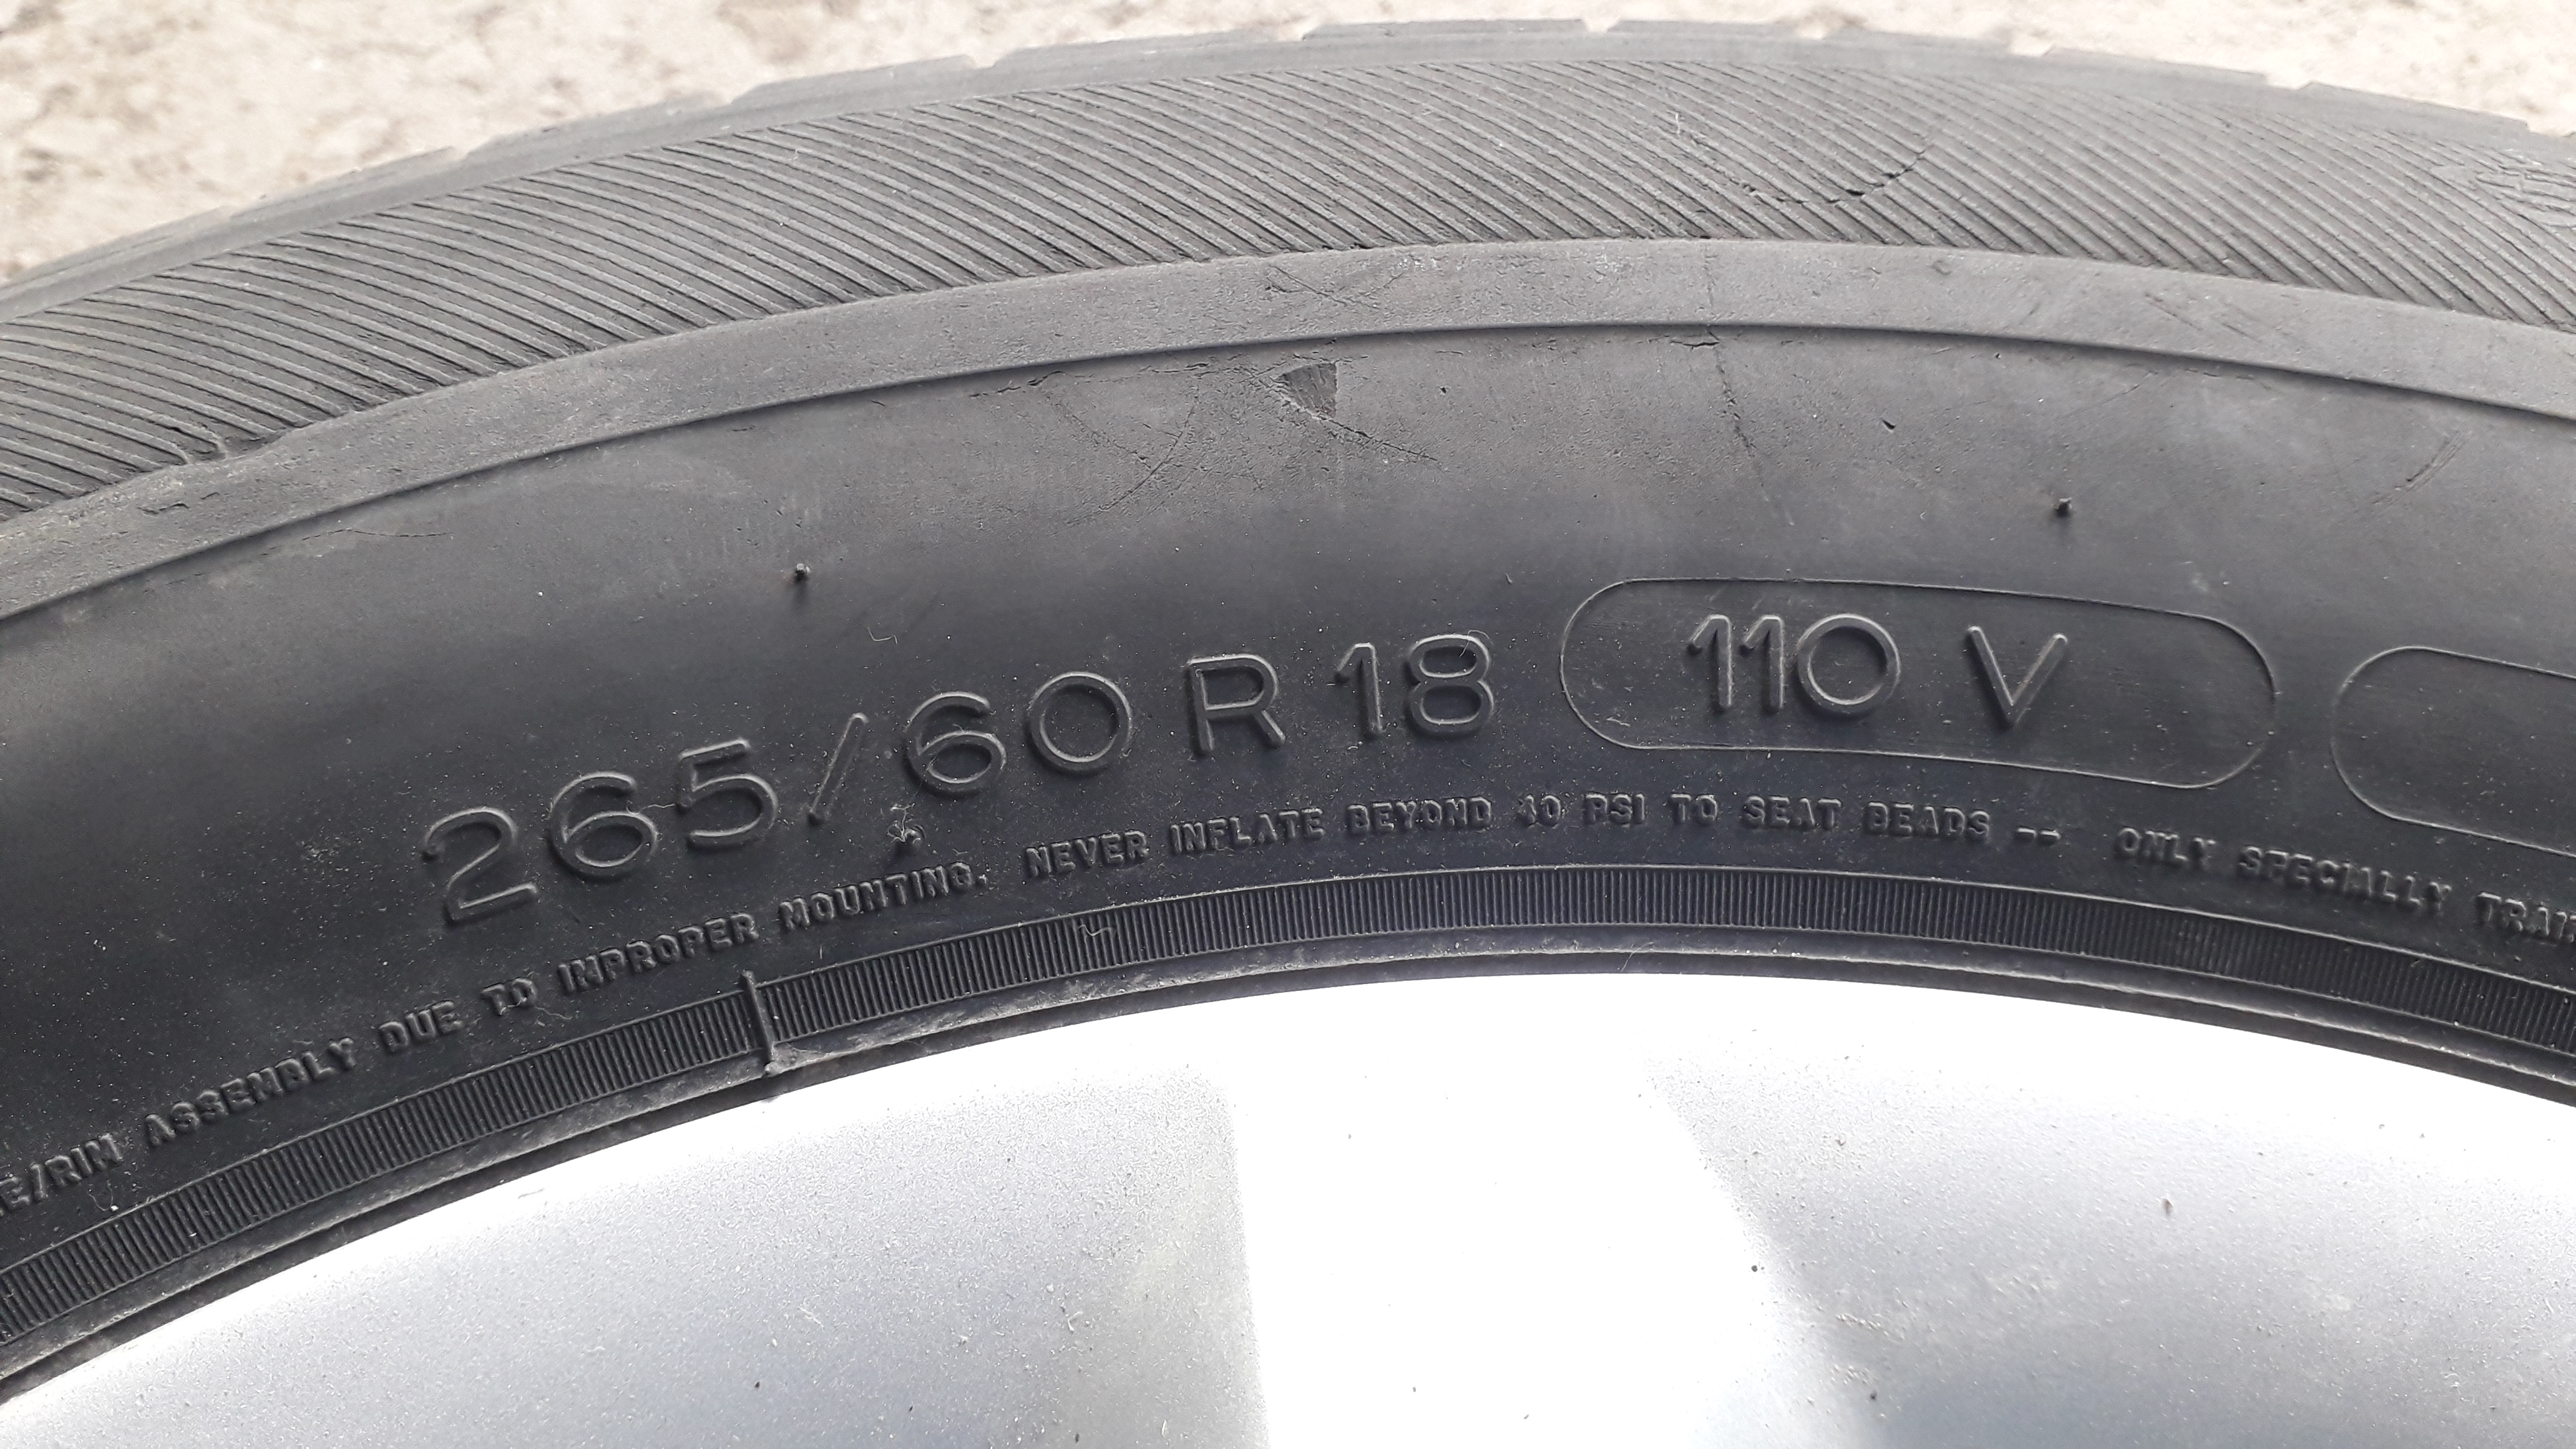 265/60 R 18 110 V
E/RIM ASSEMBLY DUE TO IMPROPER MOUNTING. NEVER INFLATE BEYOND 40 PSI TO SEAT BEADS -- ONLY SPECIALLY TRAI